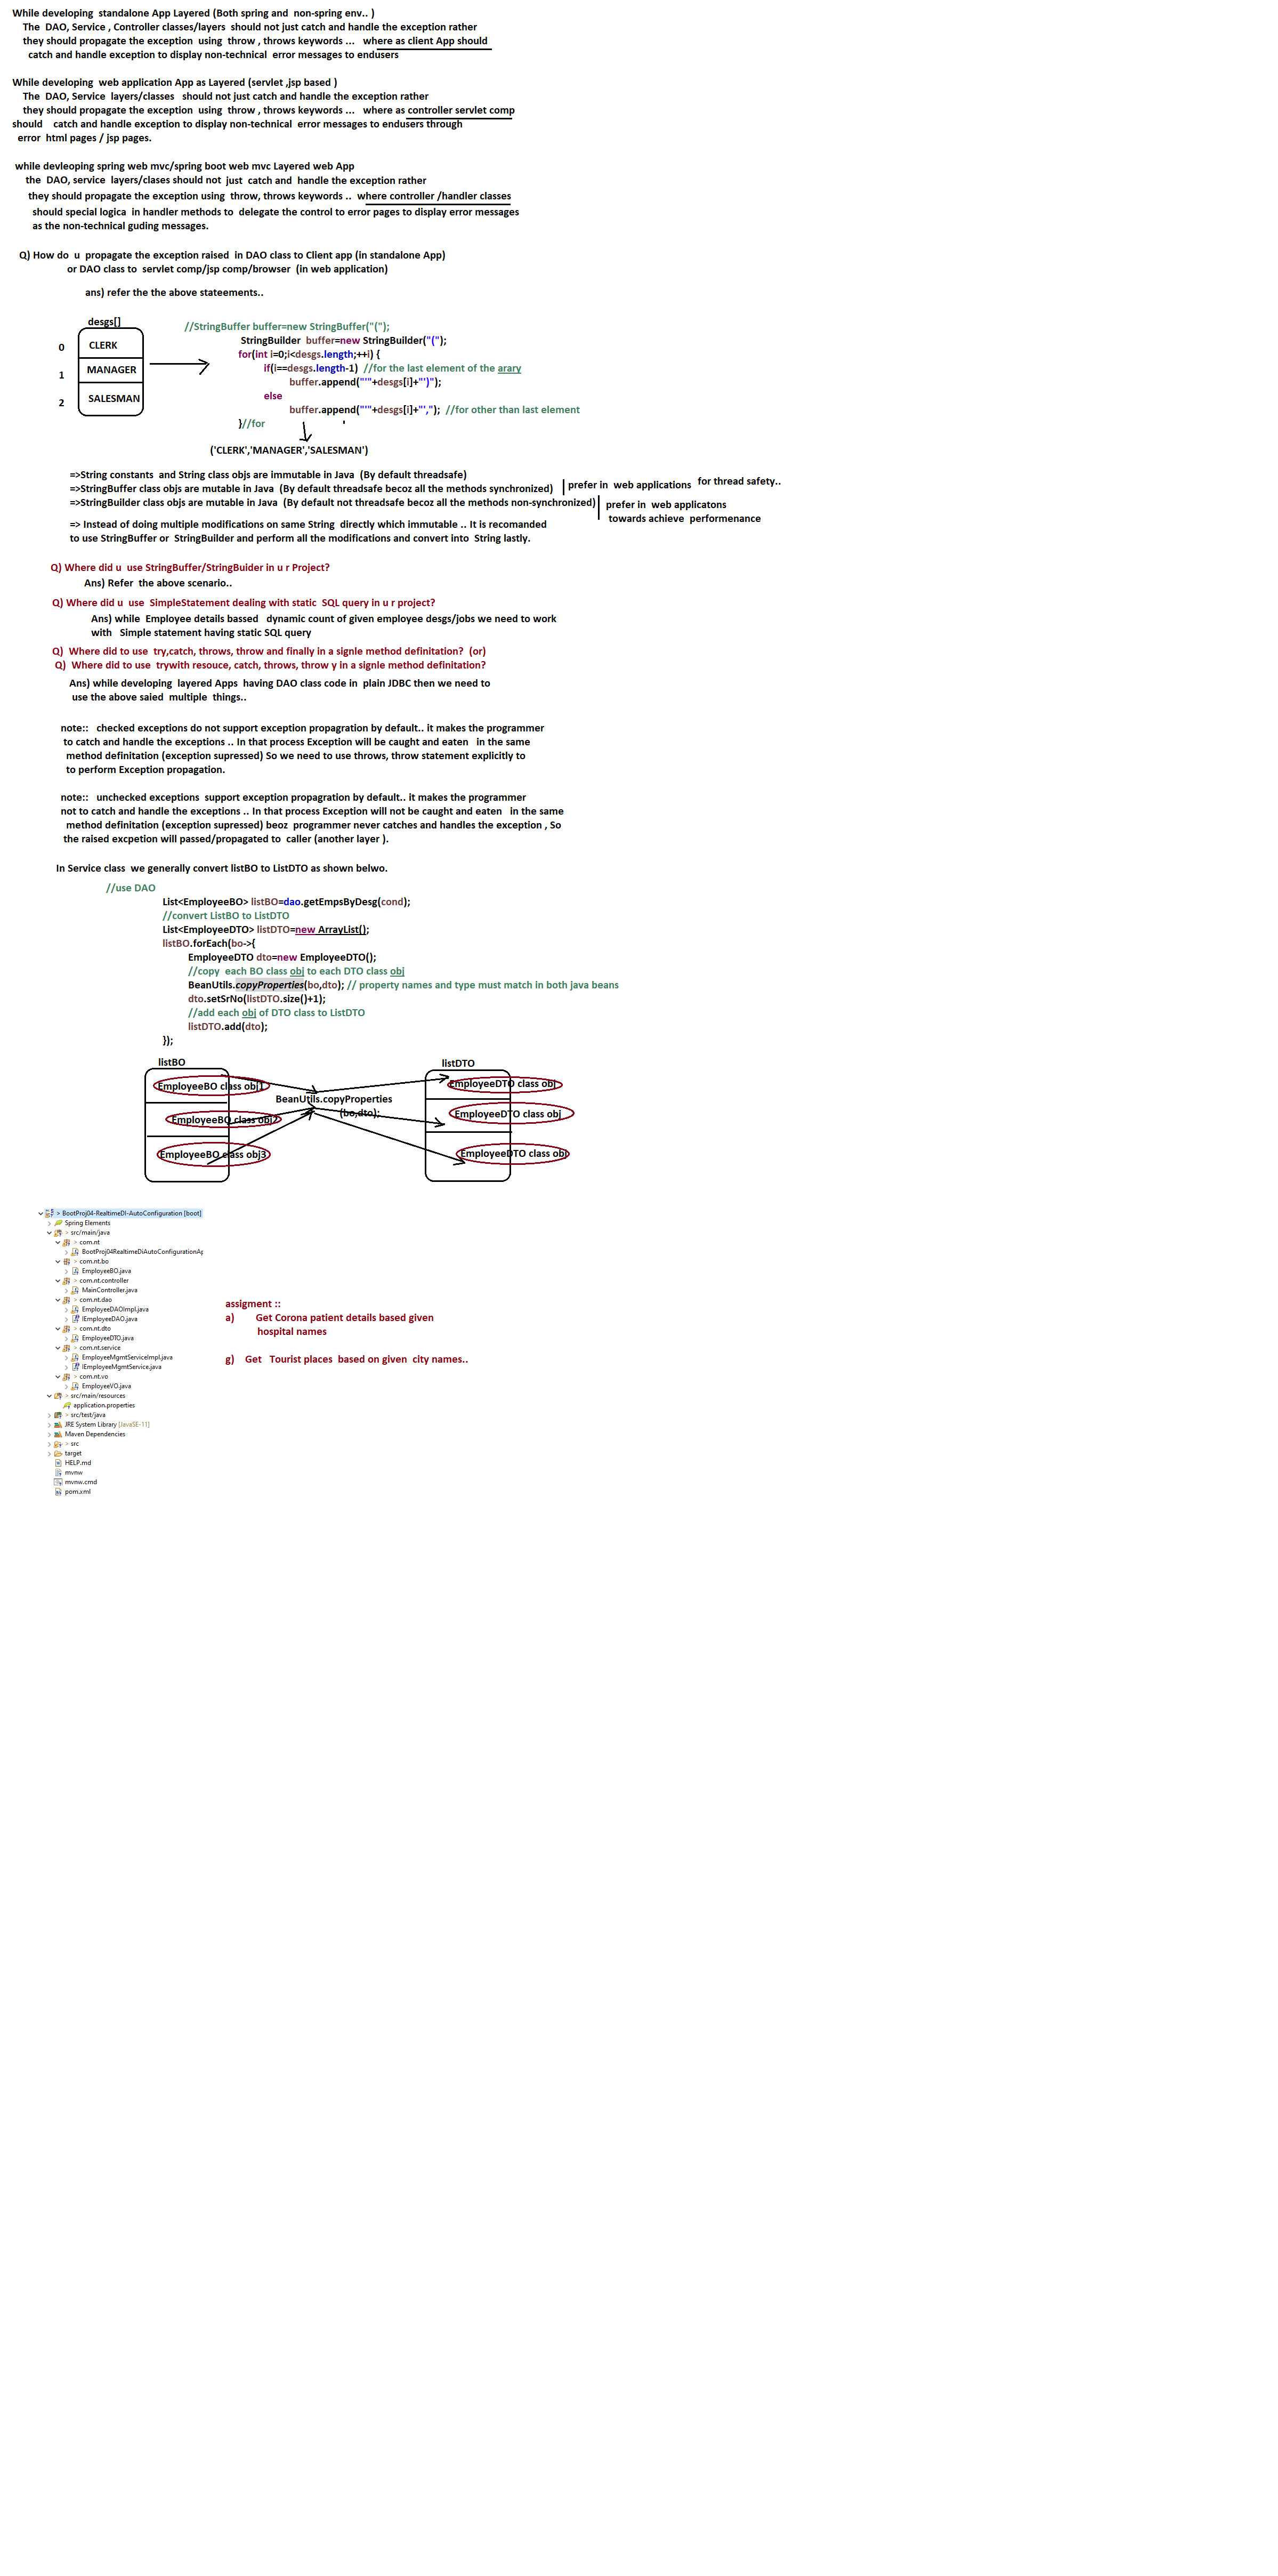 While developing  standalone App Layered (Both spring and  non-spring env.. )
The  DAO, Service , Controller classes/layers  should not just catch and handle the exception rather
they should propagate the exception  using  throw , throws keywords ...   where as client App should
catch and handle exception to display non-technical  error messages to endusers
While developing  web application App as Layered (servlet ,jsp based )
The  DAO, Service  layers/classes   should not just catch and handle the exception rather
they should propagate the exception  using  throw , throws keywords ...   where as controller servlet comp
should    catch and handle exception to display non-technical  error messages to endusers through
error  html pages / jsp pages.
while devleoping spring web mvc/spring boot web mvc Layered web App
the  DAO, service  layers/clases should not  just  catch and  handle the exception rather
they should propagate the exception using  throw, throws keywords ..  where controller /handler classes
should special logica  in handler methods to  delegate the control to error pages to display error messages
as the non-technical guding messages.
Q) How do  u  propagate the exception raised  in DAO class to Client app (in standalone App)
or DAO class to  servlet comp/jsp comp/browser  (in web application)
ans) refer the the above stateements..
desgs[]
0 CLERK
1 MANAGER
2 SALESMAN
//StringBuffer buffer=new StringBuffer("(");
StringBuilder  buffer=new StringBuilder("(");
for(int i=0;i<desgs.length;++i) {
if(i==desgs.length-1)  //for the last element of the arary
buffer.append("'"+desgs[i]+"')");
else
buffer.append("'"+desgs[i]+"',");  //for other than last element
}//for
('CLERK','MANAGER','SALESMAN')
=>String constants  and String class objs are immutable in Java  (By default threadsafe)
=>StringBuffer class objs are mutable in Java  (By default threadsafe becoz all the methods synchronized)   prefer in  web applications  for thread safety..
=>StringBuilder class objs are mutable in Java  (By default not threadsafe becoz all the methods non-synchronized)   prefer in  web applicatons
towards achieve  performenance
=> Instead of doing multiple modifications on same String  directly which immutable .. It is recomanded
to use StringBuffer or  StringBuilder and perform all the modifications and convert into  String lastly.
Q) Where did u  use StringBuffer/StringBuider in u r Project?
Ans) Refer  the above scenario..
Q) Where did u  use  SimpleStatement dealing with static  SQL query in u r project?
Ans) while  Employee details bassed   dynamic count of given employee desgs/jobs we need to work
with   Simple statement having static SQL query
Q)  Where did to use  try,catch, throws, throw and finally in a signle method definitation?  (or)
Q)  Where did to use  trywith resouce, catch, throws, throw y in a signle method definitation?
Ans) while developing  layered Apps  having DAO class code in  plain JDBC then we need to
use the above saied  multiple  things..
note::   checked exceptions do not support exception propagration by default.. it makes the programmer
to catch and handle the exceptions .. In that process Exception will be caught and eaten   in the same
method definitation (exception supressed) So we need to use throws, throw statement explicitly to
to perform Exception propagation.
note::   unchecked exceptions  support exception propagration by default.. it makes the programmer
not to catch and handle the exceptions .. In that process Exception will not be caught and eaten   in the same
method definitation (exception supressed) beoz  programmer never catches and handles the exception , So
the raised excpetion will passed/propagated to  caller (another layer ).
In Service class  we generally convert listBO to ListDTO as shown belwo.
//use DAO
List<EmployeeBO> listBO=dao.getEmpsByDesg(cond);
//convert ListBO to ListDTO
List<EmployeeDTO> listDTO=new ArrayList();
listBO.forEach(bo->{
EmployeeDTO dto=new EmployeeDTO();
//copy  each BO class obj to each DTO class obj
BeanUtils.copyProperties(bo,dto); // property names and type must match in both java beans
dto.setSrNo(listDTO.size()+1);
//add each obj of DTO class to ListDTO
listDTO.add(dto);
});
listBO
EmployeeBO class obj1
EmployeeBO class obj2
EmployeeBO class obj3
BeanUtils.copyProperties
(bo,dto);
listDTO
EmployeeDTO class obj
EmployeeDTO class obj
EmployeeDTO class obj
> BootProj04-RealtimeDI-AutoConfiguration [boot]
Spring Elements
> src/main/java
> com.nt
BootProj04RealtimeDiAutoConfigurationAp
> com.nt.bo
EmployeeBO.java
> com.nt.controller
MainController.java
> com.nt.dao
EmployeeDAOImpl.java
IEmployeeDAO.java
> com.nt.dto
EmployeeDTO.java
> com.nt.service
EmployeeMgmtServiceImpl.java
IEmployeeMgmtService.java
> com.nt.vo
EmployeeVO.java
> src/main/resources
application.properties
> src/test/java
JRE System Library [JavaSE-11]
Maven Dependencies
> src
target
HELP.md
mvnw
mvnw.cmd
pom.xml
assigment ::
a)        Get Corona patient details based given
hospital names
g)    Get   Tourist places  based on given  city names..